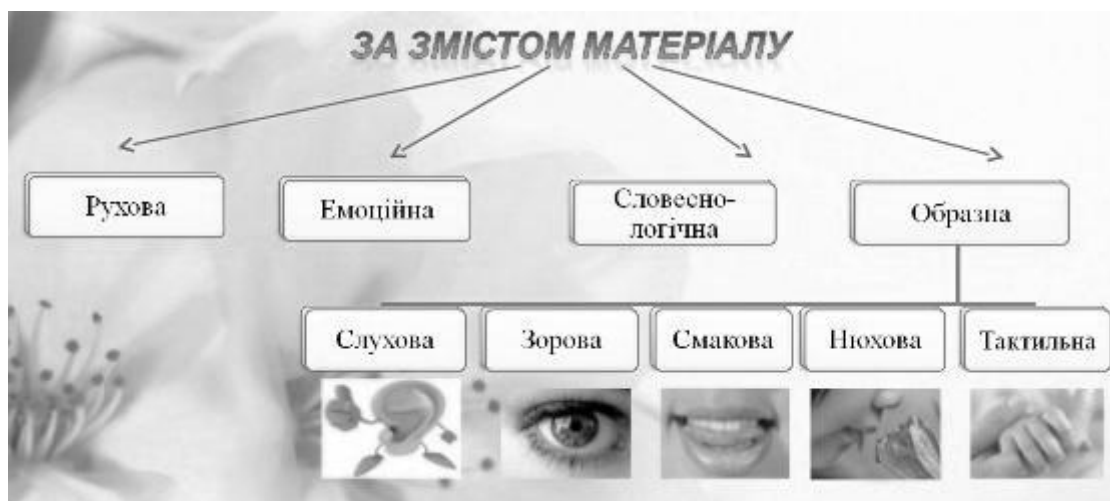 ЗА ЗМІСТОМ МАТЕРІАЛУ
Рухова
Емоційна
Словесно-
логічна
Образна
Слухова
Зорова
Смакова
Нюхова
Тактильна